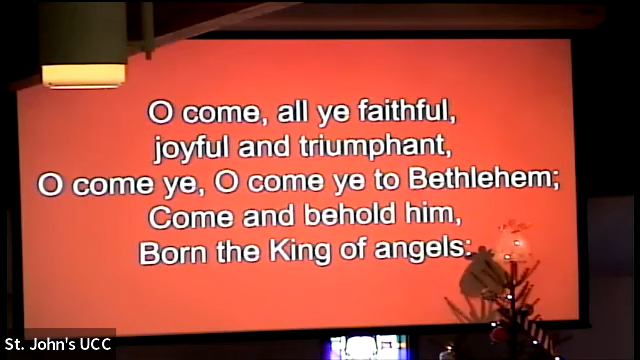 O come, all ye faithful,
joyful and triumphant,
O come ye, O come ye to Bethlehem;
Come and behold him,
Born the King of angels:
St. John's UCC